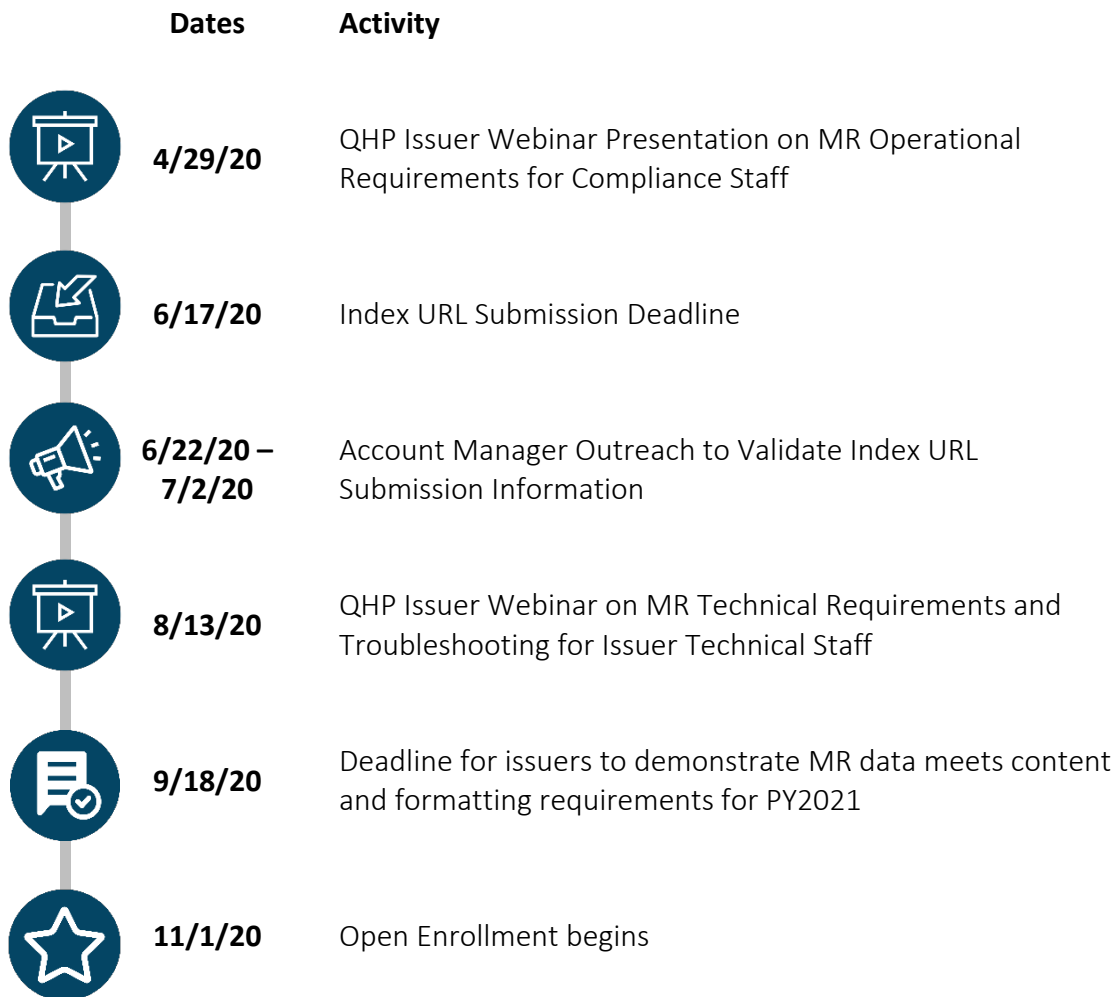 Dates Activity
4/29/20 QHP Issuer Webinar Presentation on MR Operational
Requirements for Compliance Staff
6/17/20 Index URL Submission Deadline
6/22/20 – Account Manager Outreach to Validate Index URL
7/2/20 Submission Information
8/13/20 QHP Issuer Webinar on MR Technical Requirements and
Troubleshooting for Issuer Technical Staff
9/18/20 Deadline for issuers to demonstrate MR data meets content
and formatting requirements for PY2021
11/1/20 Open Enrollment begins